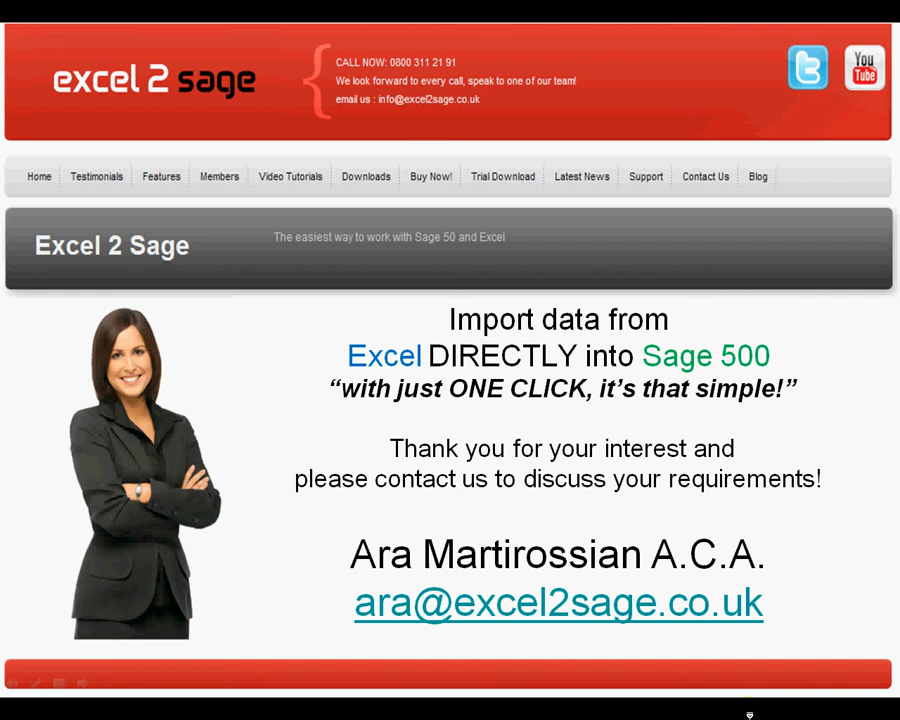 excel 2 sage
CALL NOW: 0800 311 21 91
We look forward to every call, speak to one of our team!
email us : info@excel2sage.co.uk
You
Tube
Home Testimonials Features Members Video Tutorials Downloads Buy Now! Trial Download Latest News Support Contact Us Blog
Excel 2 Sage
The easiest way to work with Sage 50 and Excel
Import data from
Excel DIRECTLY into Sage 500
“with just ONE CLICK, it’s that simple!”
Thank you for your interest and
please contact us to discuss your requirements!
Ara Martirossian A.C.A.
ara@excel2sage.co.uk